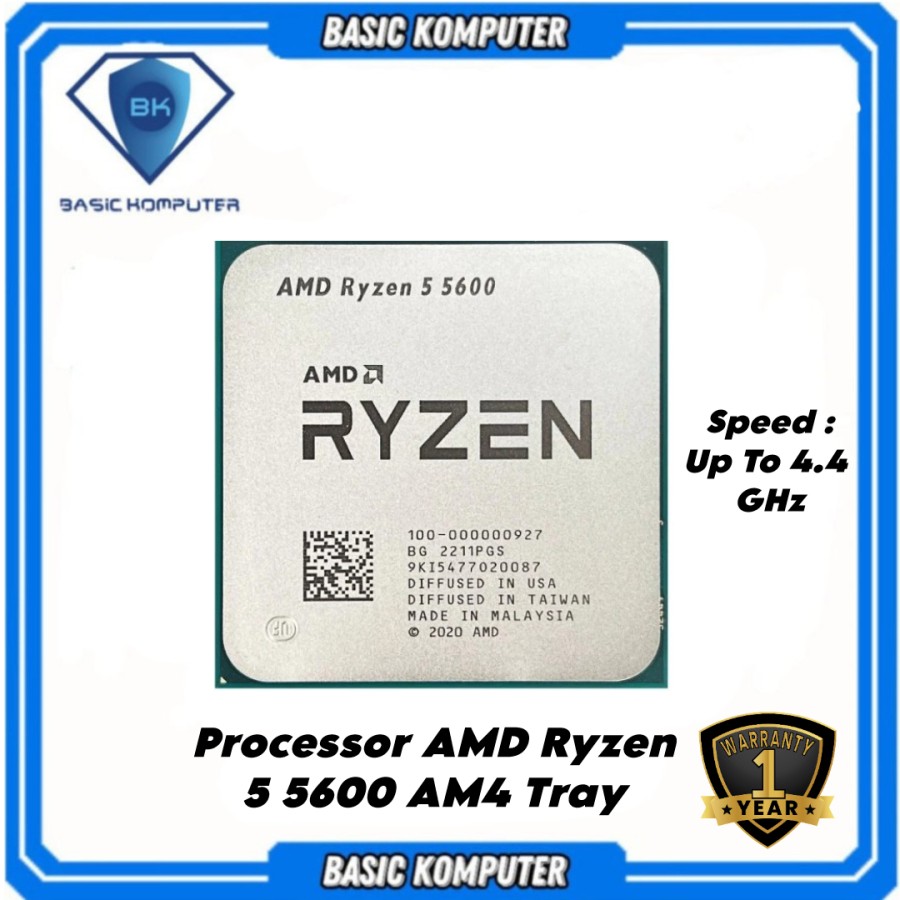 BASIC KOMPUTER
BK
BASIC KOMPUTER
AMD Ryzen 5 5600
AMD
RYZEN
Speed :
Up To 4.4
GHz
100-000000927
BG 2211PGS
9KI5477020087
DIFFUSED IN USA
DIFFUSED IN TAIWAN
MADE IN MALAYSIA
© 2020 AMD
Processor AMD Ryzen
5 5600 AM4 Tray
WARRANTY
1
YEAR
BASIC KOMPUTER